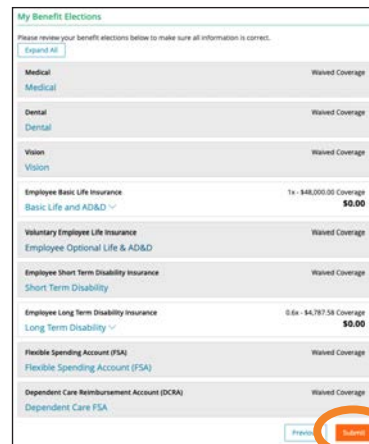 My Benefit Elections
Please review your benefit elections below to make sure all information is correct.
Expand All
Medical Waived Coverage
Medical
Dental Waived Coverage
Dental
Vision Waived Coverage
Vision
Employee Basic Life Insurance 1x - $48,000.00 Coverage
Basic Life and AD&D $0.00
Voluntary Employee Life Insurance Waived Coverage
Employee Optional Life & AD&D
Employee Short Term Disability Insurance Waived Coverage
Short Term Disability
Employee Long Term Disability Insurance 0.6x - $4,787.58 Coverage
Long Term Disability $0.00
Flexible Spending Account (FSA) Waived Coverage
Flexible Spending Account (FSA)
Dependent Care Reimbursement Account (DCRA) Waived Coverage
Dependent Care FSA
Previou Submit